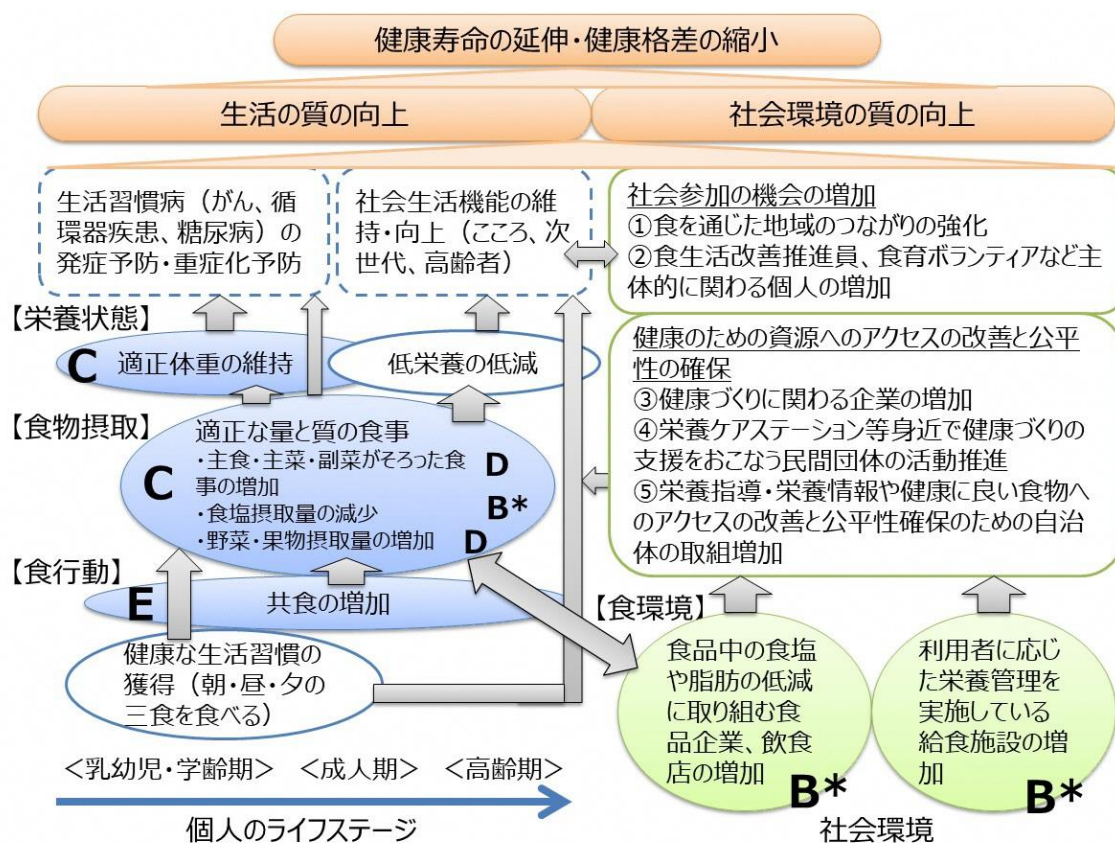 健康寿命の延伸・健康格差の縮小
生活の質の向上
社会環境の質の向上
生活習慣病（がん、循
環器疾患、糖尿病）の
発症予防・重症化予防
社会生活機能の維
持・向上（こころ、次
世代、高齢者）
社会参加の機会の増加
①食を通じた地域のつながりの強化
②食生活改善推進員、食育ボランティアなど主
体的に関わる個人の増加
【栄養状態】
C 適正体重の維持
低栄養の低減
健康のための資源へのアクセスの改善と公平
性の確保
③健康づくりに関わる企業の増加
④栄養ケアステーション等身近で健康づくりの
支援をおこなう民間団体の活動推進
⑤栄養指導・栄養情報や健康に良い食物へ
のアクセスの改善と公平性確保のための自治
体の取組増加
【食物摂取】
適正な量と質の食事
・主食・主菜・副菜がそろった食
事の増加
・食塩摂取量の減少
・野菜・果物摂取量の増加
C
D
B*
D
【食行動】
E 共食の増加
健康な生活習慣の
獲得（朝・昼・夕の
三食を食べる）
【食環境】
食品中の食塩
や脂肪の低減
に取り組む食
品企業、飲食
店の増加
B*
利用者に応じ
た栄養管理を
実施している
給食施設の増
加
B*
＜乳幼児・学齢期＞ ＜成人期＞ ＜高齢期＞
個人のライフステージ
社会環境